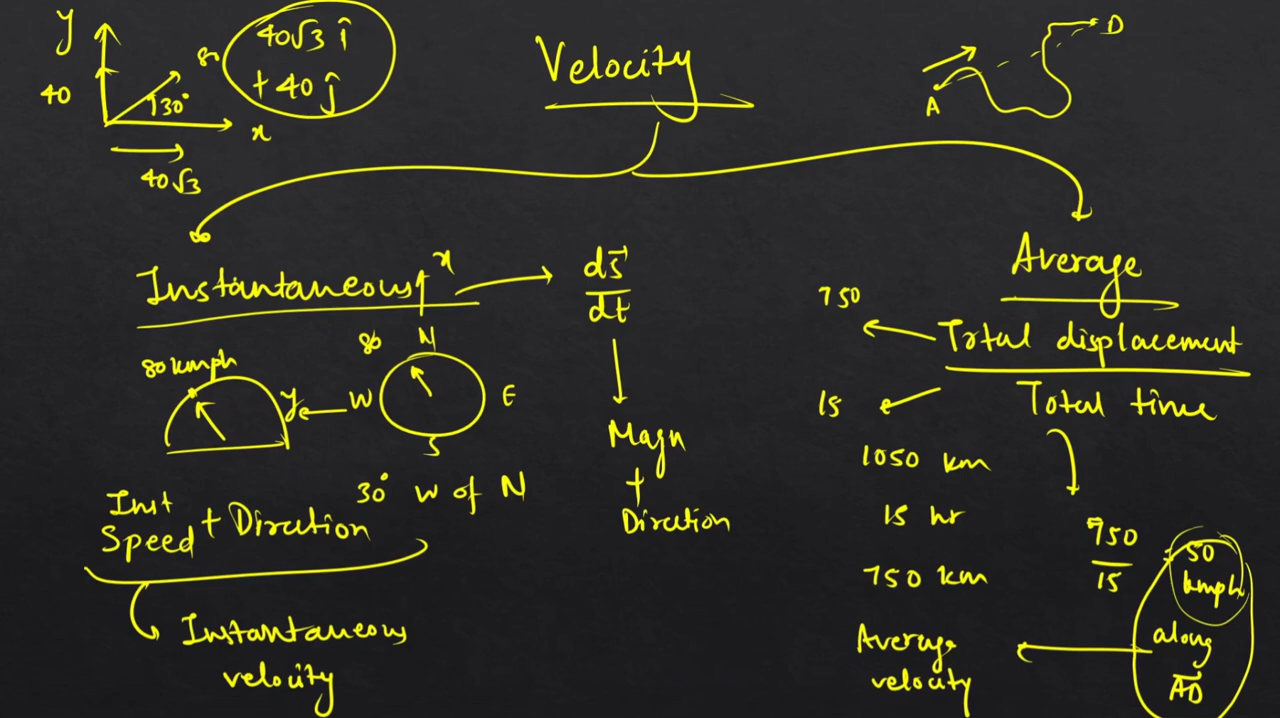 y
40
30°
x
40√3
80
40√3 î
+ 40 ĵ
Velocity
A
D
Instantaneous
x
ds⃗
dt
Magn
+
Direction
80 kmph
80
N
W
E
S
y
30° W of N
Inst
Speed + Direction
Instantaneous
velocity
Average
Total displacement
Total time
750
15
1050 km
15 hr
750 km
750
15
50
kmph
along
AD
Average
velocity